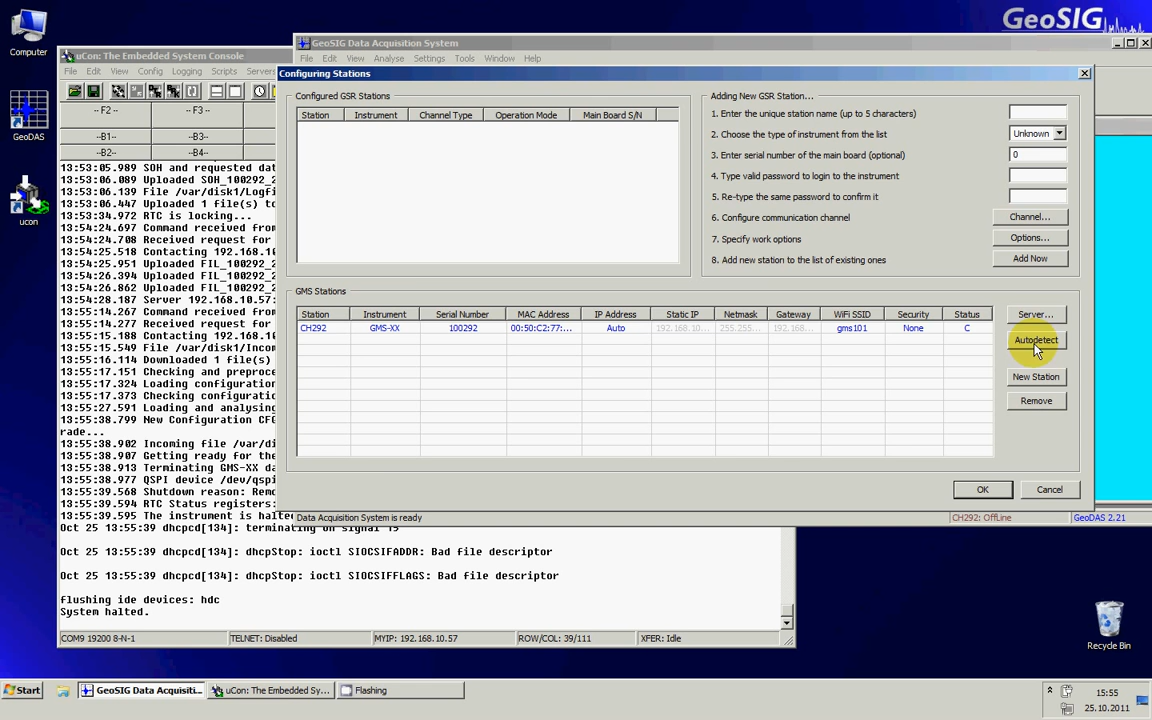 GeoSIG
Computer
GeoDAS
ucon
uCon: The Embedded System Console
File Edit View Config Logging Scripts Servers
-- F2 -- -- F3 --
--B1-- --B3--
--B2-- --B4--
13:53:05.989 SOH and requested dat
13:53:06.089 Uploaded SOH_100292_2
13:53:06.139 File /var/disk1/Logfi
13:53:06.447 Uploaded 1 file(s) to
13:53:34.972 RTC is locking...
13:54:24.697 Command received from
13:54:24.708 Received request for
13:54:25.518 Contacting 192.168.10
13:54:25.951 Uploaded FIL_100292_2
13:54:26.394 Uploaded FIL_100292_2
13:54:26.862 Uploaded FIL_100292_2
13:54:28.187 Server 192.168.10.57:
13:55:14.267 Command received from
13:55:14.277 Received request for
13:55:15.188 Contacting 192.168.10
13:55:15.549 File /var/disk1/Incom
13:55:16.114 Downloaded 1 file(s)
13:55:17.151 Checking and preproce
13:55:17.324 Loading configuration
13:55:17.373 Checking configuratio
13:55:27.591 Loading and analysing
13:55:38.799 New Configuration CFG
rade...
13:55:38.902 Incoming file /var/di
13:55:38.907 Getting ready for the
13:55:38.913 Terminating GMS-XX da
13:55:38.977 QSPI device /dev/qspi
13:55:39.568 Shutdown reason: Remo
13:55:39.594 RTC Status registers:
13:55:39.595 The instrument is halte
Oct 25 13:55:39 dhcpcd[134]: terminating on signal 15
Oct 25 13:55:39 dhcpcd[134]: dhcpStop: ioctl SIOCSIFADDR: Bad file descriptor
Oct 25 13:55:39 dhcpcd[134]: dhcpStop: ioctl SIOCSIFFLAGS: Bad file descriptor
flushing ide devices: hdc
System halted.
COM9 19200 8-N-1 TELNET: Disabled MYIP: 192.168.10.57 ROW/COL: 39/111 XFER: Idle
GeoSIG Data Acquisition System
File Edit View Analyse Settings Tools Window Help
Configuring Stations
Configured GSR Stations
Station Instrument Channel Type Operation Mode Main Board S/N
Adding New GSR Station...
1. Enter the unique station name (up to 5 characters)
2. Choose the type of instrument from the list Unknown
3. Enter serial number of the main board (optional) 0
4. Type valid password to login to the instrument
5. Re-type the same password to confirm it
6. Configure communication channel Channel...
7. Specify work options Options...
8. Add new station to the list of existing ones Add Now
GMS Stations
Station Instrument Serial Number MAC Address IP Address Static IP Netmask Gateway WiFi SSID Security Status
CH292 GMS-XX 100292 00:50:C2:77:... Auto 192.168.10... 255.255... 192.168... gms101 None C
Server...
Autodetect
New Station
Remove
OK Cancel
Data Acquisition System is ready CH292: OffLine GeoDAS 2.21
Recycle Bin
Start GeoSIG Data Acquisiti... uCon: The Embedded Sy... Flashing
15:55
25.10.2011